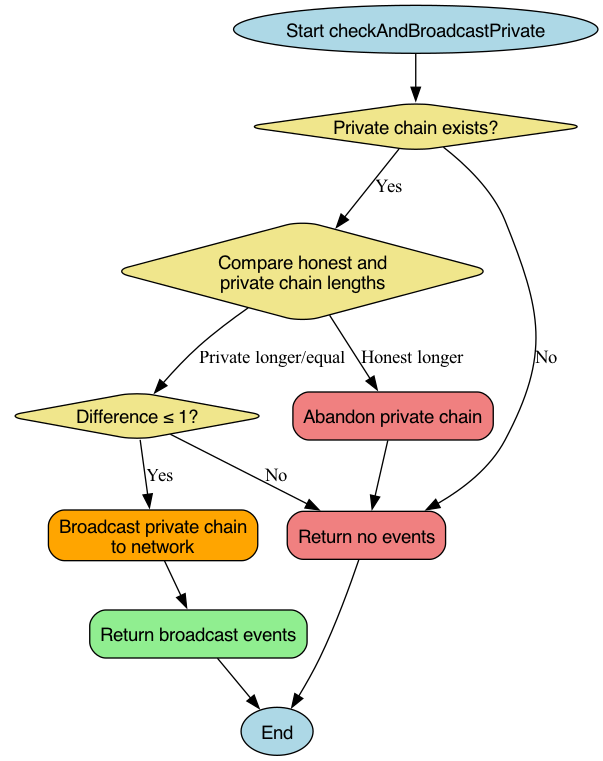 Start checkAndBroadcastPrivate
Private chain exists?
Yes
Compare honest and
private chain lengths
Private longer/equal
Honest longer
No
Difference ≤ 1?
Abandon private chain
Yes
No
Broadcast private chain
to network
Return no events
Return broadcast events
End